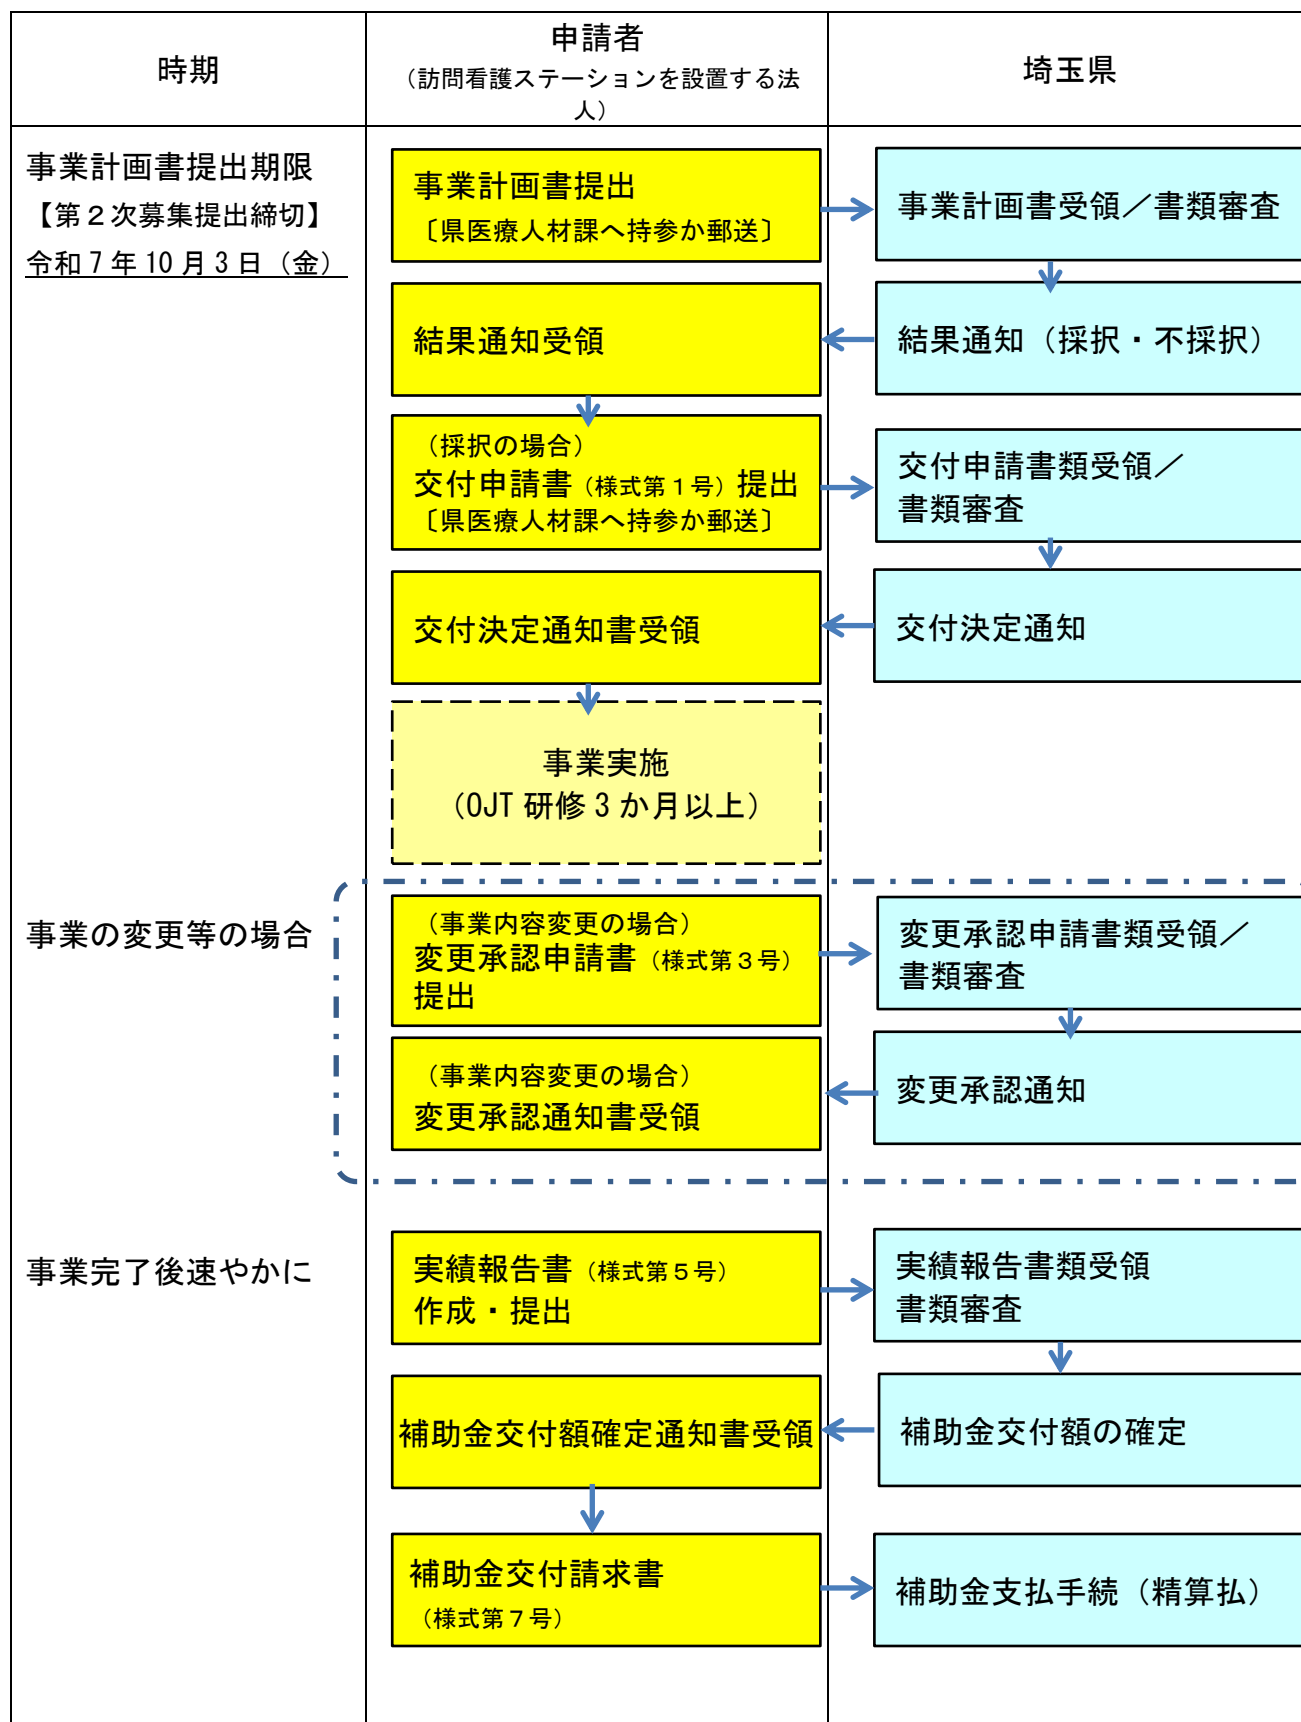 時期
申請者
（訪問看護ステーションを設置する法
人）
埼玉県
事業計画書提出期限
【第２次募集提出締切】
令和７年10月３日（金）
事業計画書提出
〔県医療人材課へ持参か郵送〕
事業計画書受領／書類審査
結果通知受領
結果通知（採択・不採択）
（採択の場合）
交付申請書（様式第１号）提出
〔県医療人材課へ持参か郵送〕
交付申請書類受領／
書類審査
交付決定通知書受領
交付決定通知
事業実施
（OJT 研修３か月以上）
事業の変更等の場合
（事業内容変更の場合）
変更承認申請書（様式第３号）
提出
変更承認申請書類受領／
書類審査
（事業内容変更の場合）
変更承認通知書受領
変更承認通知
事業完了後速やかに
実績報告書（様式第５号）
作成・提出
実績報告書類受領
書類審査
補助金交付額確定通知書受領
補助金交付額の確定
補助金交付請求書
（様式第７号）
補助金支払手続（精算払）